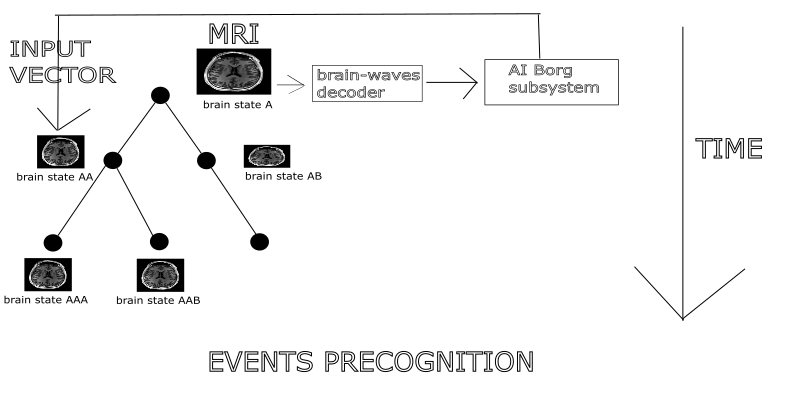 MRI
INPUT
VECTOR
brain-waves
decoder
AI Borg
subsystem
brain state A
TIME
brain state AA
brain state AB
brain state AAA
brain state AAB
EVENTS PRECOGNITION